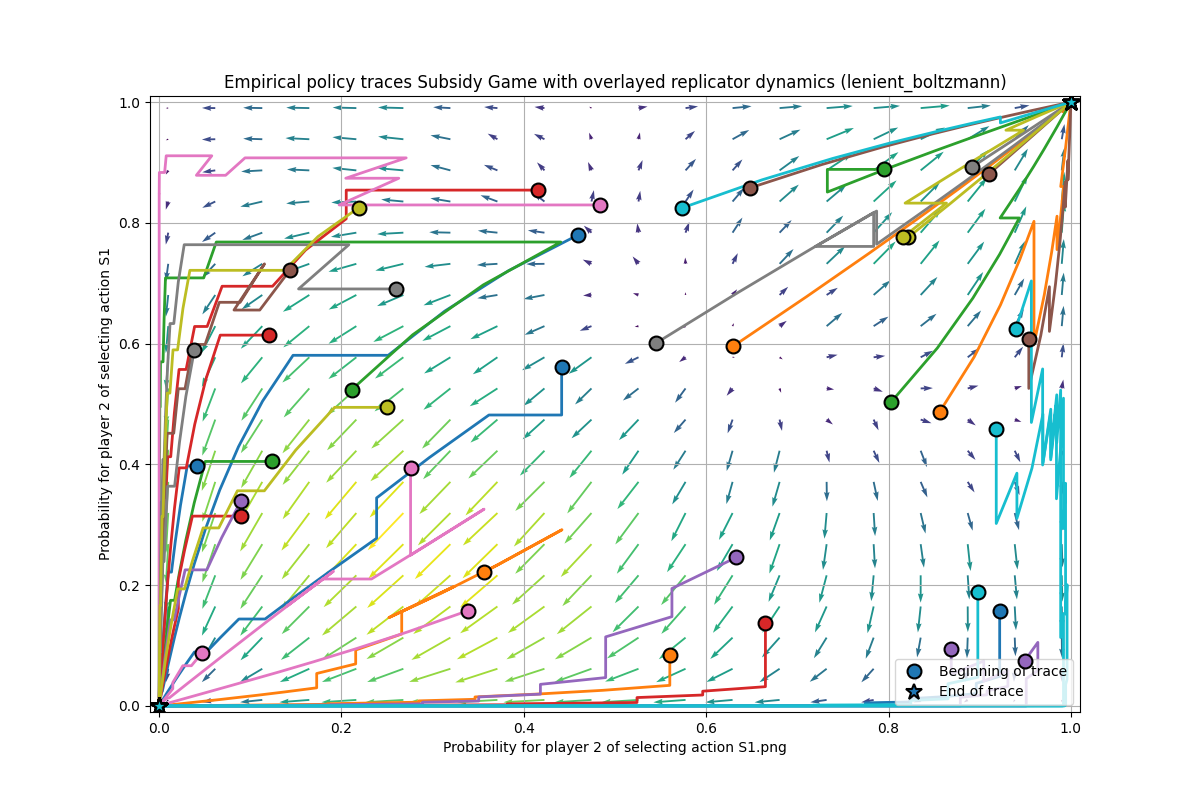 Empirical policy traces Subsidy Game with overlayed replicator dynamics (lenient_boltzmann)
Probability for player 2 of selecting action S1
1.0
0.8
0.6
0.4
0.2
0.0
0.0
0.2
0.4
0.6
0.8
1.0
Probability for player 2 of selecting action S1.png
Beginning of trace
End of trace